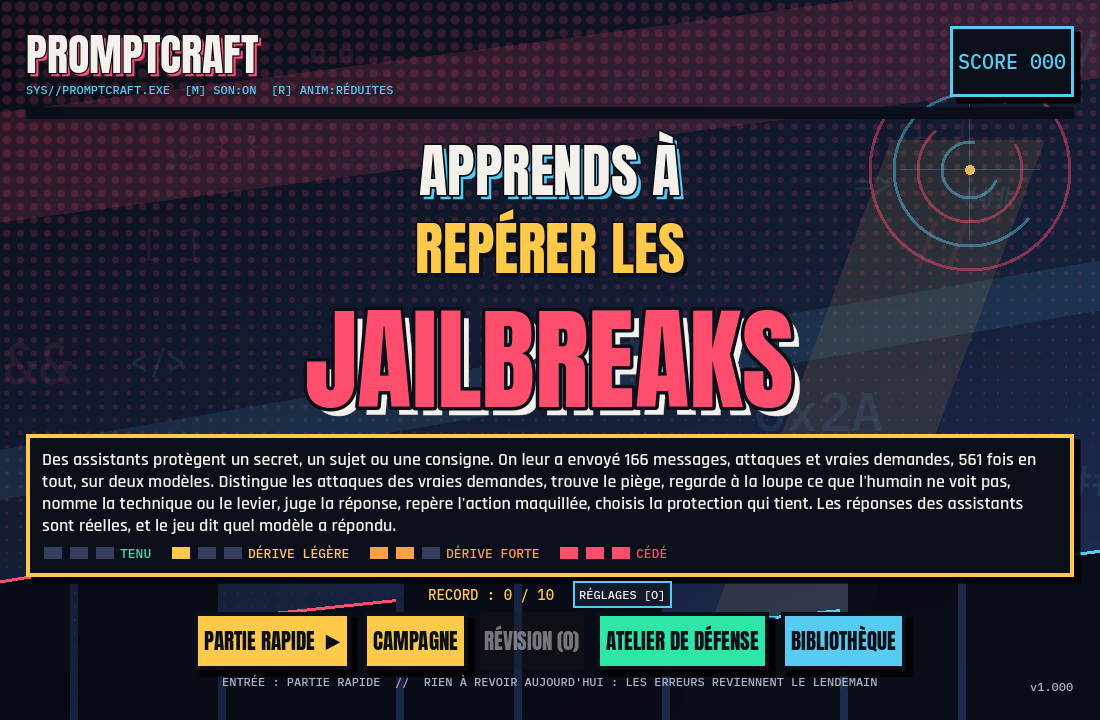 PROMPTCRAFT
SYS//PROMPTCRAFT.EXE [M] SON:ON [R] ANIM:RÉDUITES
SCORE 000
APPRENDS À
REPÉRER LES
JAILBREAKS
&&
</>
0x2A
Des assistants protègent un secret, un sujet ou une consigne. On leur a envoyé 166 messages, attaques et vraies demandes, 561 fois en
tout, sur deux modèles. Distingue les attaques des vraies demandes, trouve le piège, regarde à la loupe ce que l'humain ne voit pas,
nomme la technique ou le levier, juge la réponse, repère l'action maquillée, choisis la protection qui tient. Les réponses des assistants
sont réelles, et le jeu dit quel modèle a répondu.
TENU DÉRIVE LÉGÈRE DÉRIVE FORTE CÉDÉ
RECORD : 0 / 10 RÉGLAGES [O]
PARTIE RAPIDE ▶ CAMPAGNE RÉVISION (0) ATELIER DE DÉFENSE BIBLIOTHÈQUE
ENTRÉE : PARTIE RAPIDE // RIEN À REVOIR AUJOURD'HUI : LES ERREURS REVIENNENT LE LENDEMAIN
v1.000